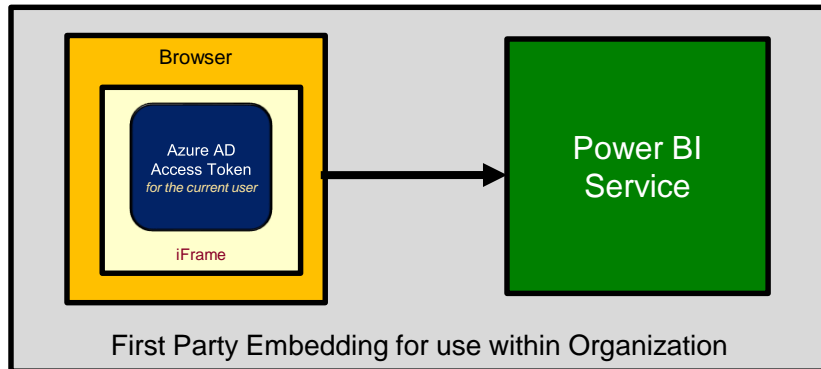 Browser
Azure AD
Access Token
for the current user
iFrame
Power BI
Service
First Party Embedding for use within Organization